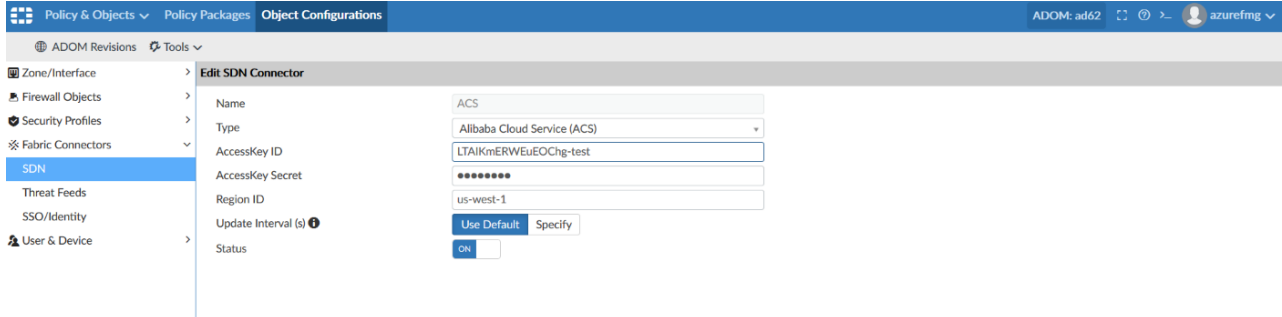 Policy & Objects Policy Packages Object Configurations ADOM: ad62 azurefmg
ADOM Revisions Tools
Zone/Interface
Firewall Objects
Security Profiles
Fabric Connectors
SDN
Threat Feeds
SSO/Identity
User & Device
Edit SDN Connector
Name ACS
Type Alibaba Cloud Service (ACS)
AccessKey ID LTAIKmERWEuEOChg-test
AccessKey Secret ●●●●●●●●
Region ID us-west-1
Update Interval (s) Use Default Specify
Status ON